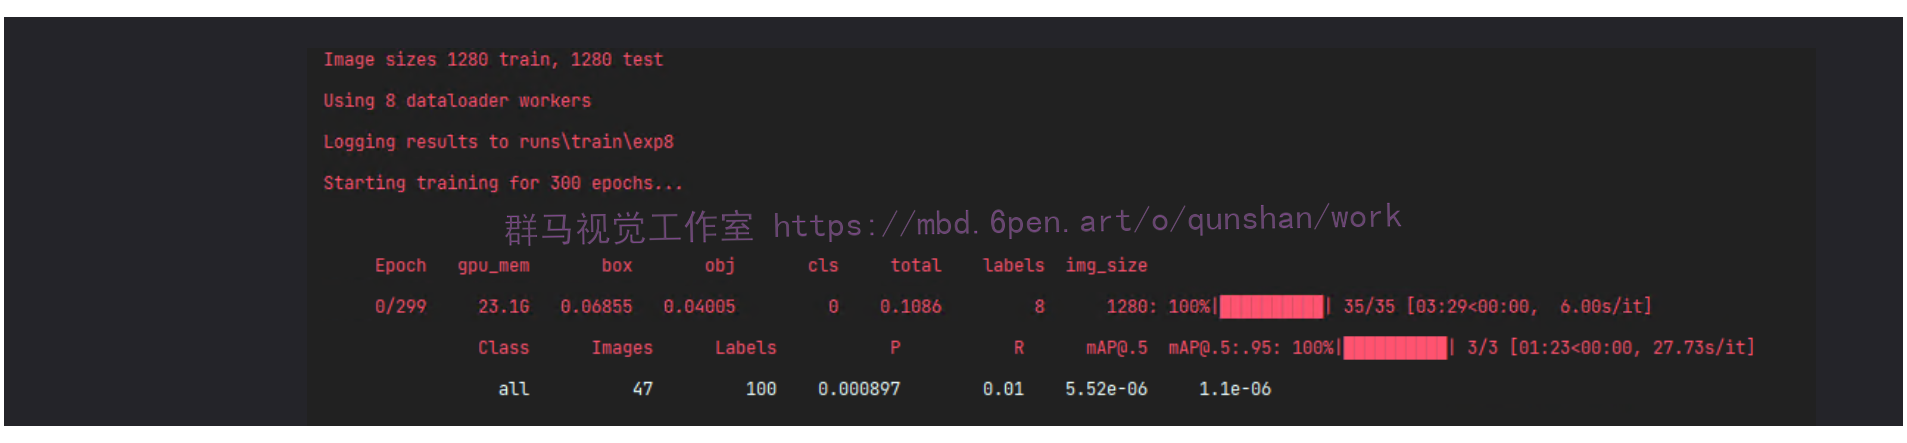 Image sizes 1280 train, 1280 test
Using 8 dataloader workers
Logging results to runs\train\exp8
Starting training for 300 epochs...
群马视觉工作室 https://mbd.6pen.art/o/qunshan/work
Epoch gpu_mem box obj cls total labels img_size
0/299 23.1G 0.06855 0.04005 0 0.1086 8 1280: 100%|██████████| 35/35 [03:29<00:00, 6.00s/it]
Class Images Labels P R mAP@.5 mAP@.5:.95: 100%|██████████| 3/3 [01:23<00:00, 27.73s/it]
all 47 100 0.000897 0.01 5.52e-06 1.1e-06